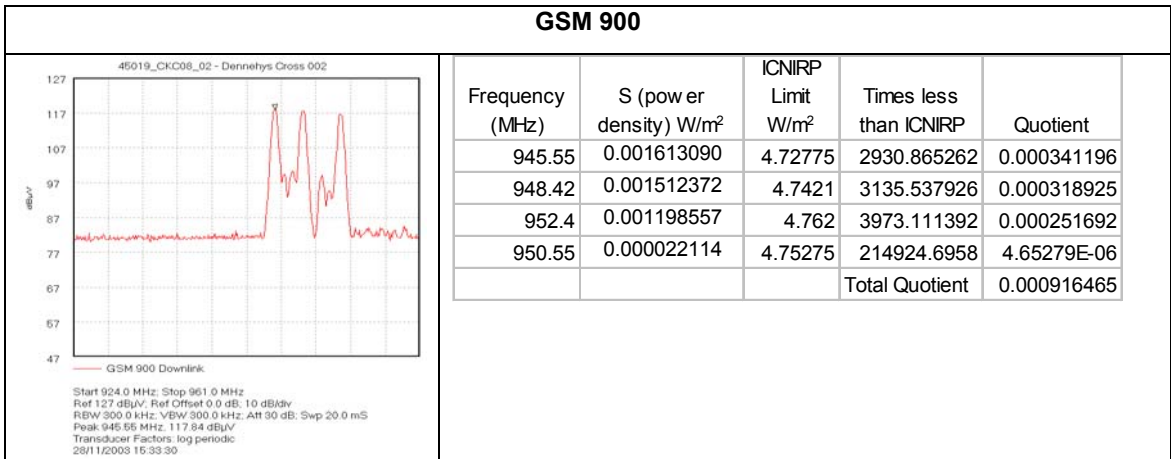 GSM 900
45019_CKC08_02 - Dennehys Cross 002
127
117
107
97
87
77
67
57
47
dBµV
GSM 900 Downlink
Start 924.0 MHz; Stop 961.0 MHz
Ref 127 dBµV; Ref Offset 0.0 dB; 10 dB/div
RBW 300.0 kHz; VBW 300.0 kHz; Att 30 dB; Swp 20.0 mS
Peak 945.55 MHz, 117.84 dBµV
Transducer Factors: log periodic
28/11/2003 15:33:30
Frequency (MHz) S (pow er density) W/m² ICNIRP Limit W/m² Times less than ICNIRP Quotient
945.55 0.001613090 4.72775 2930.865262 0.000341196
948.42 0.001512372 4.7421 3135.537926 0.000318925
952.4 0.001198557 4.762 3973.111392 0.000251692
950.55 0.000022114 4.75275 214924.6958 4.65279E-06
Total Quotient 0.000916465